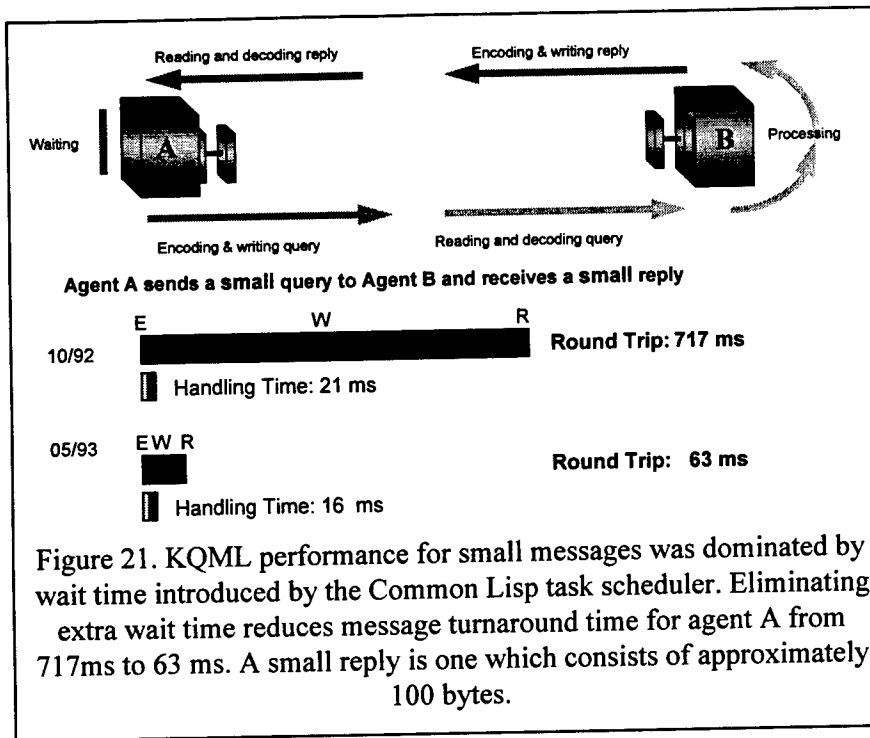 Reading and decoding reply
Encoding & writing reply
Waiting
A
B
Processing
Encoding & writing query
Reading and decoding query
Agent A sends a small query to Agent B and receives a small reply
E W R
10/92
Round Trip: 717 ms
Handling Time: 21 ms
E W R
05/93
Round Trip: 63 ms
Handling Time: 16 ms
Figure 21. KQML performance for small messages was dominated by
wait time introduced by the Common Lisp task scheduler. Eliminating
extra wait time reduces message turnaround time for agent A from
717ms to 63 ms. A small reply is one which consists of approximately
100 bytes.